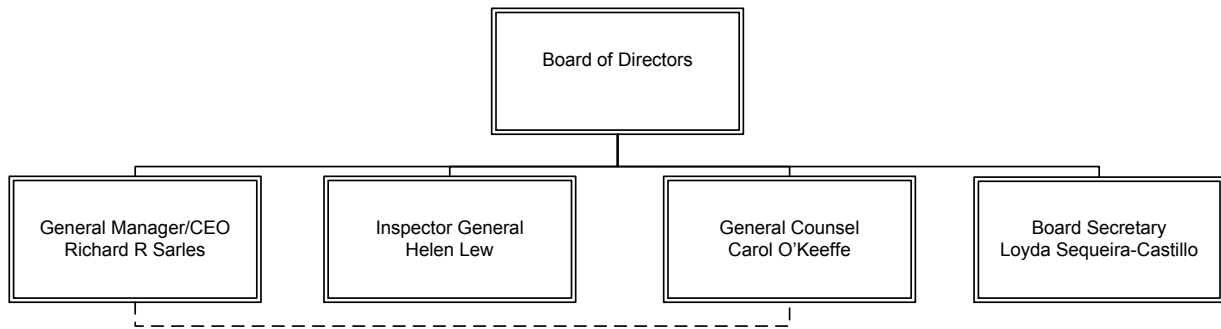 Board of Directors
General Manager/CEO
Richard R Sarles
Inspector General
Helen Lew
General Counsel
Carol O’Keeffe
Board Secretary
Loyda Sequeira-Castillo